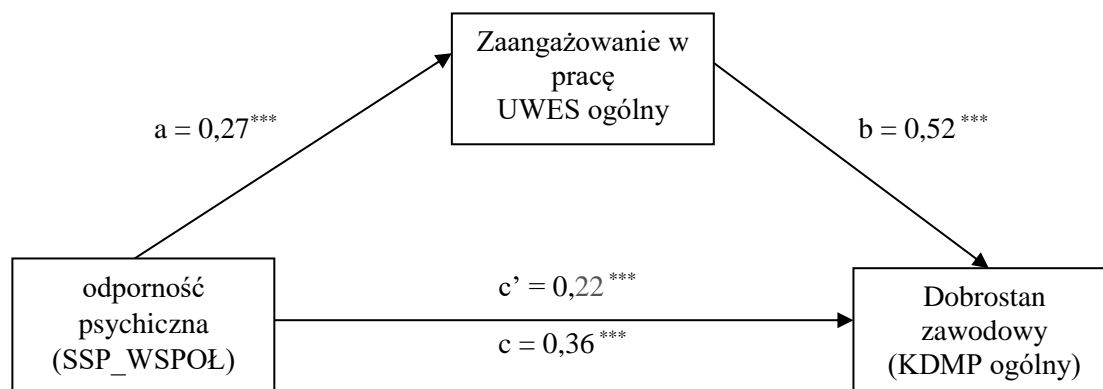 Zaangażowanie w
pracę
UWES ogólny
a = 0,27***
b = 0,52 ***
odporność
psychiczna
(SSP_WSPOŁ)
c’ = 0,22 ***
c = 0,36 ***
Dobrostan
zawodowy
(KDMP ogólny)